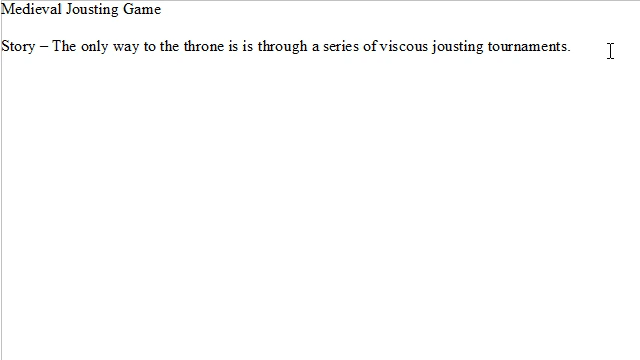 Medieval Jousting Game
Story – The only way to the throne is is through a series of viscous jousting tournaments.